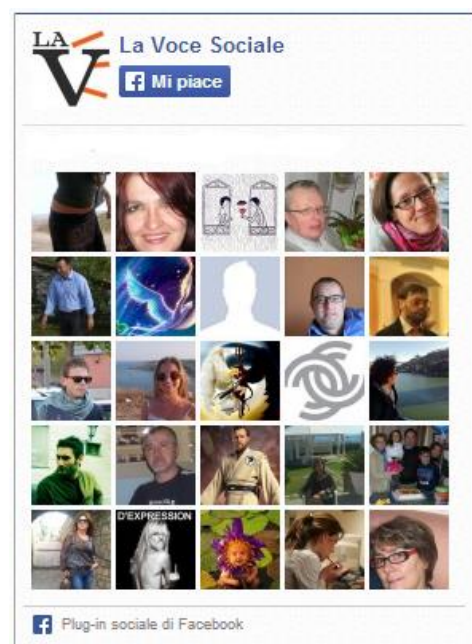 LA
V
La Voce Sociale
Mi piace
D'EXPRESSION
Plug-in sociale di Facebook